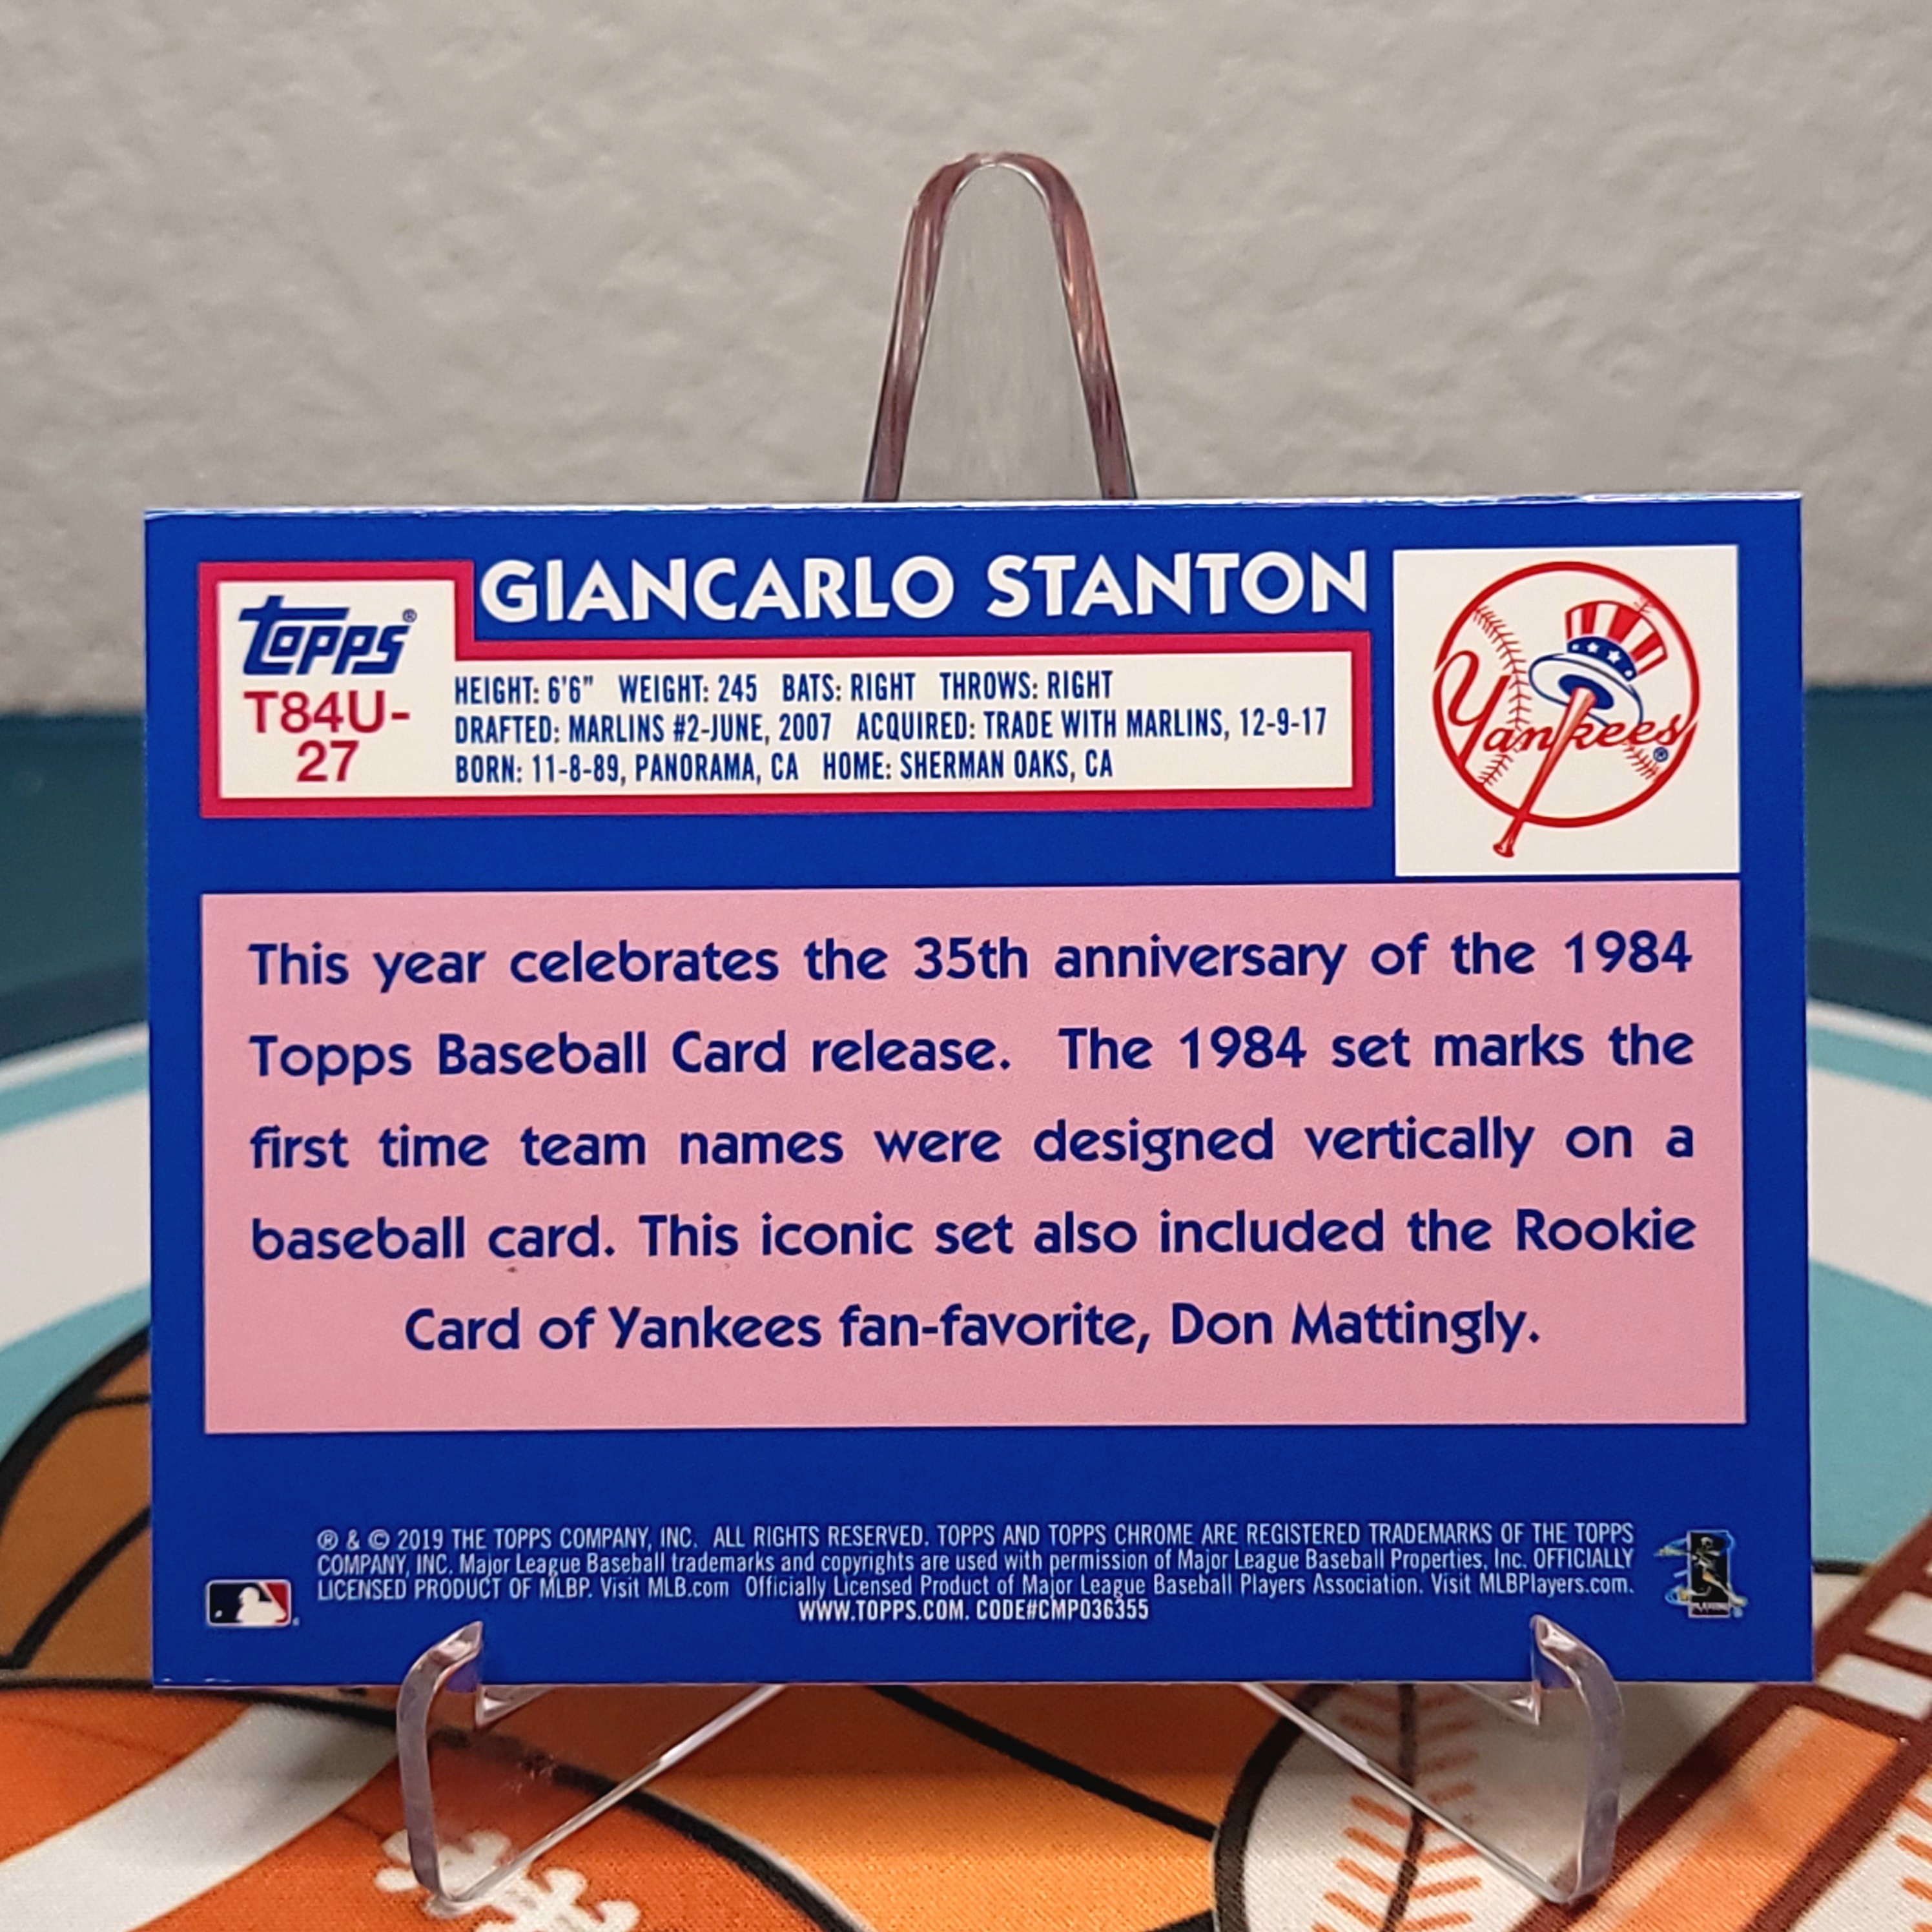 GIANCARLO STANTON
Topps®
T84U-
27
HEIGHT: 6'6" WEIGHT: 245 BATS: RIGHT THROWS: RIGHT
DRAFTED: MARLINS #2-JUNE, 2007 ACQUIRED: TRADE WITH MARLINS, 12-9-17
BORN: 11-8-89, PANORAMA, CA HOME: SHERMAN OAKS, CA
Yankees®
This year celebrates the 35th anniversary of the 1984
Topps Baseball Card release. The 1984 set marks the
first time team names were designed vertically on a
baseball card. This iconic set also included the Rookie
Card of Yankees fan-favorite, Don Mattingly.
® & © 2019 THE TOPPS COMPANY, INC. ALL RIGHTS RESERVED. TOPPS AND TOPPS CHROME ARE REGISTERED TRADEMARKS OF THE TOPPS
COMPANY, INC. Major League Baseball trademarks and copyrights are used with permission of Major League Baseball Properties, Inc. OFFICIALLY
LICENSED PRODUCT OF MLBP. Visit MLB.com Officially Licensed Product of Major League Baseball Players Association. Visit MLBPlayers.com.
WWW.TOPPS.COM. CODE#CMP036355